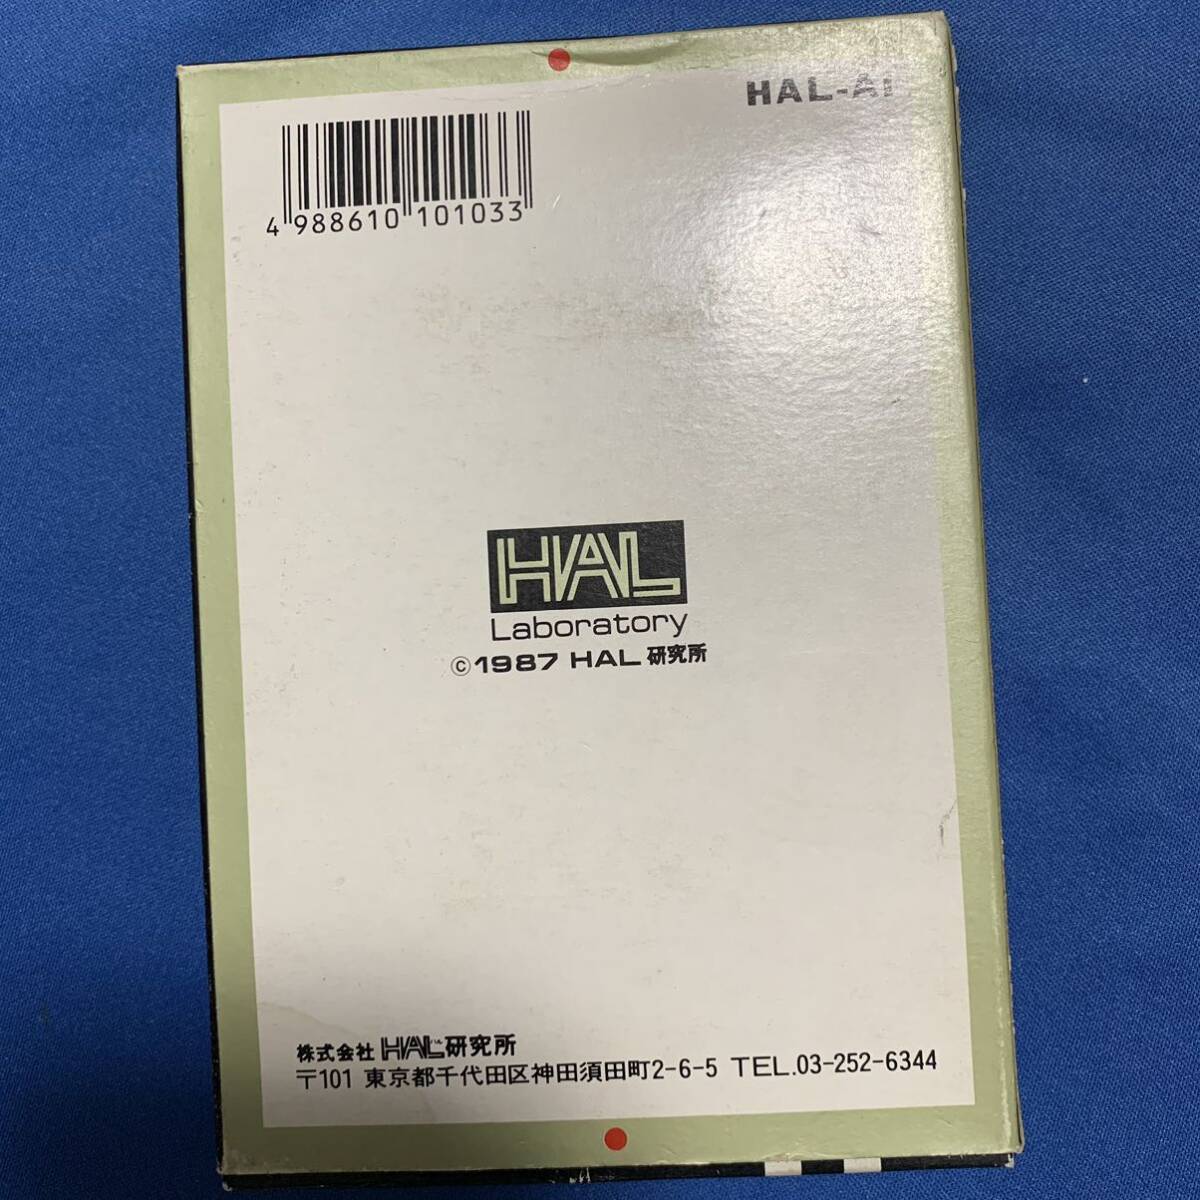 HAL-AI
4 988610 101033
HAL
Laboratory
©1987 HAL 研究所
株式会社 HAL研究所
〒101 東京都千代田区神田須田町2-6-5 TEL.03-252-6344